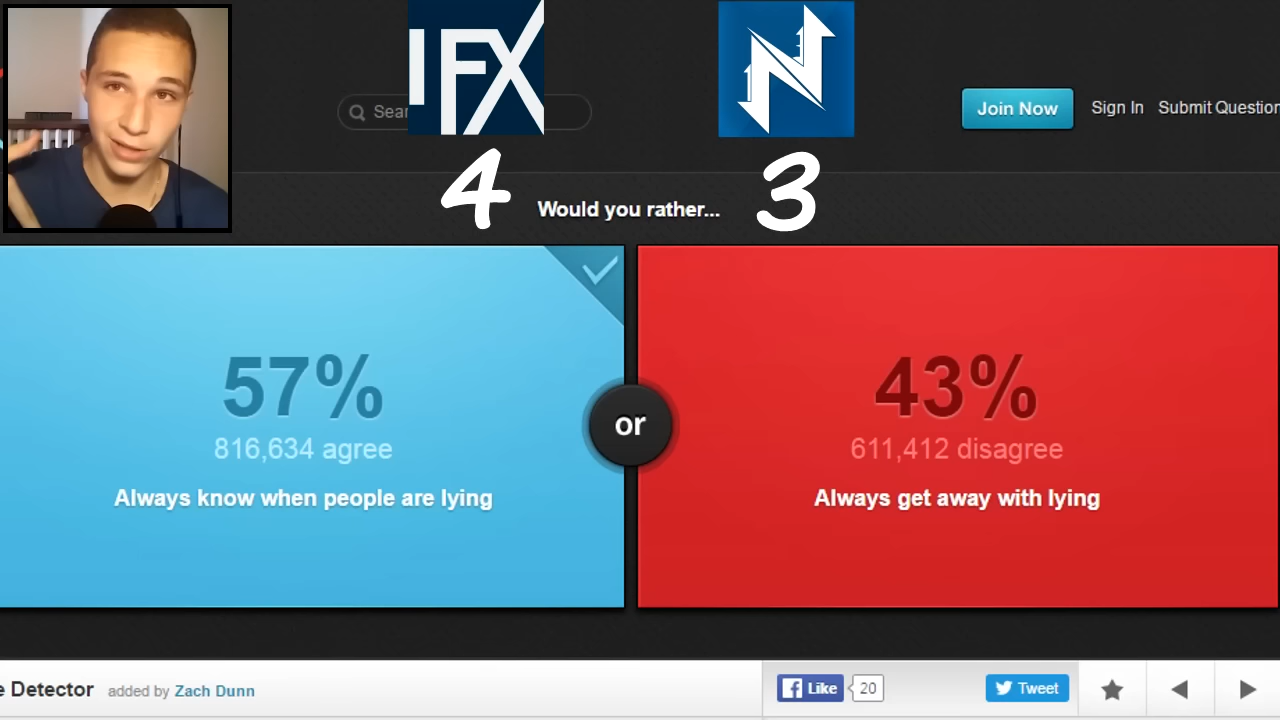 IFX
N
Sear
Join Now
Sign In
Submit Question
4
3
Would you rather...
57%
816,634 agree
Always know when people are lying
or
43%
611,412 disagree
Always get away with lying
e Detector added by Zach Dunn
Like
20
Tweet